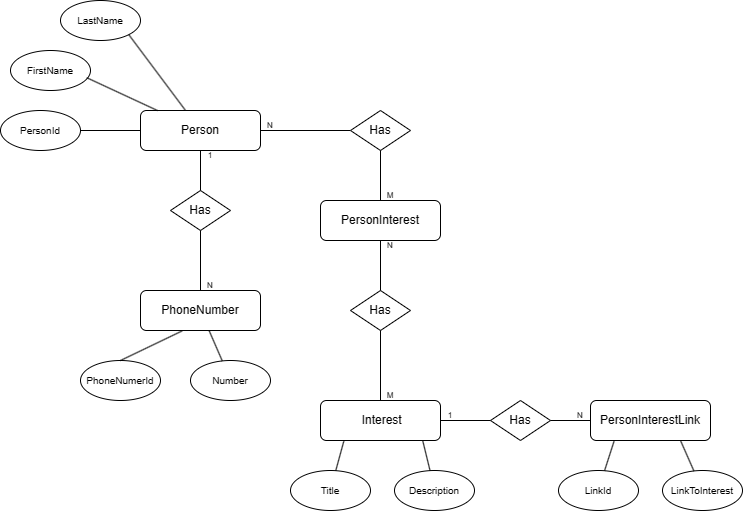 LastName
FirstName
PersonId
Person
N
Has
1
M
Has
PersonInterest
N
N
PhoneNumber
Has
PhoneNumerId
Number
M
Interest
1
Has
N
PersonInterestLink
Title
Description
LinkId
LinkToInterest